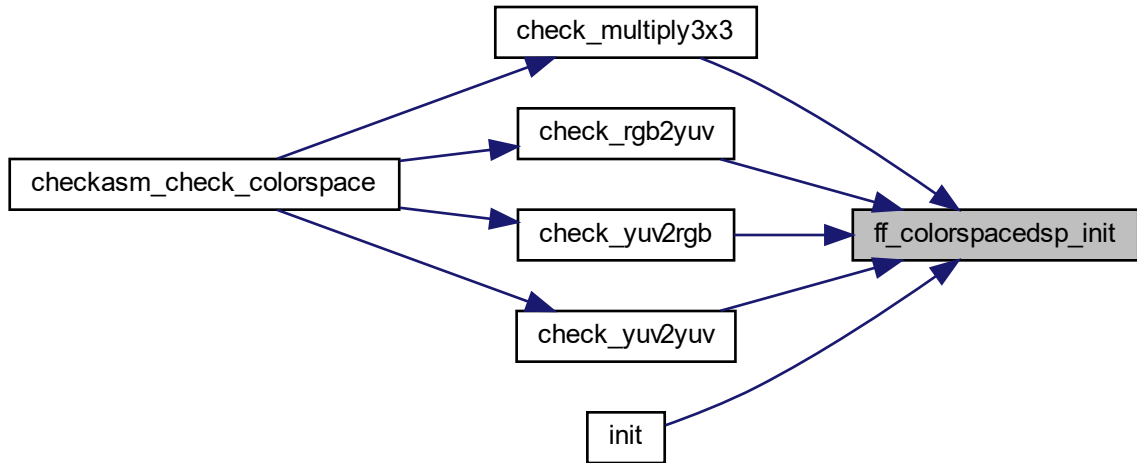 check_multiply3x3
check_rgb2yuv
checkasm_check_colorspace
check_yuv2rgb
ff_colorspacedsp_init
check_yuv2yuv
init